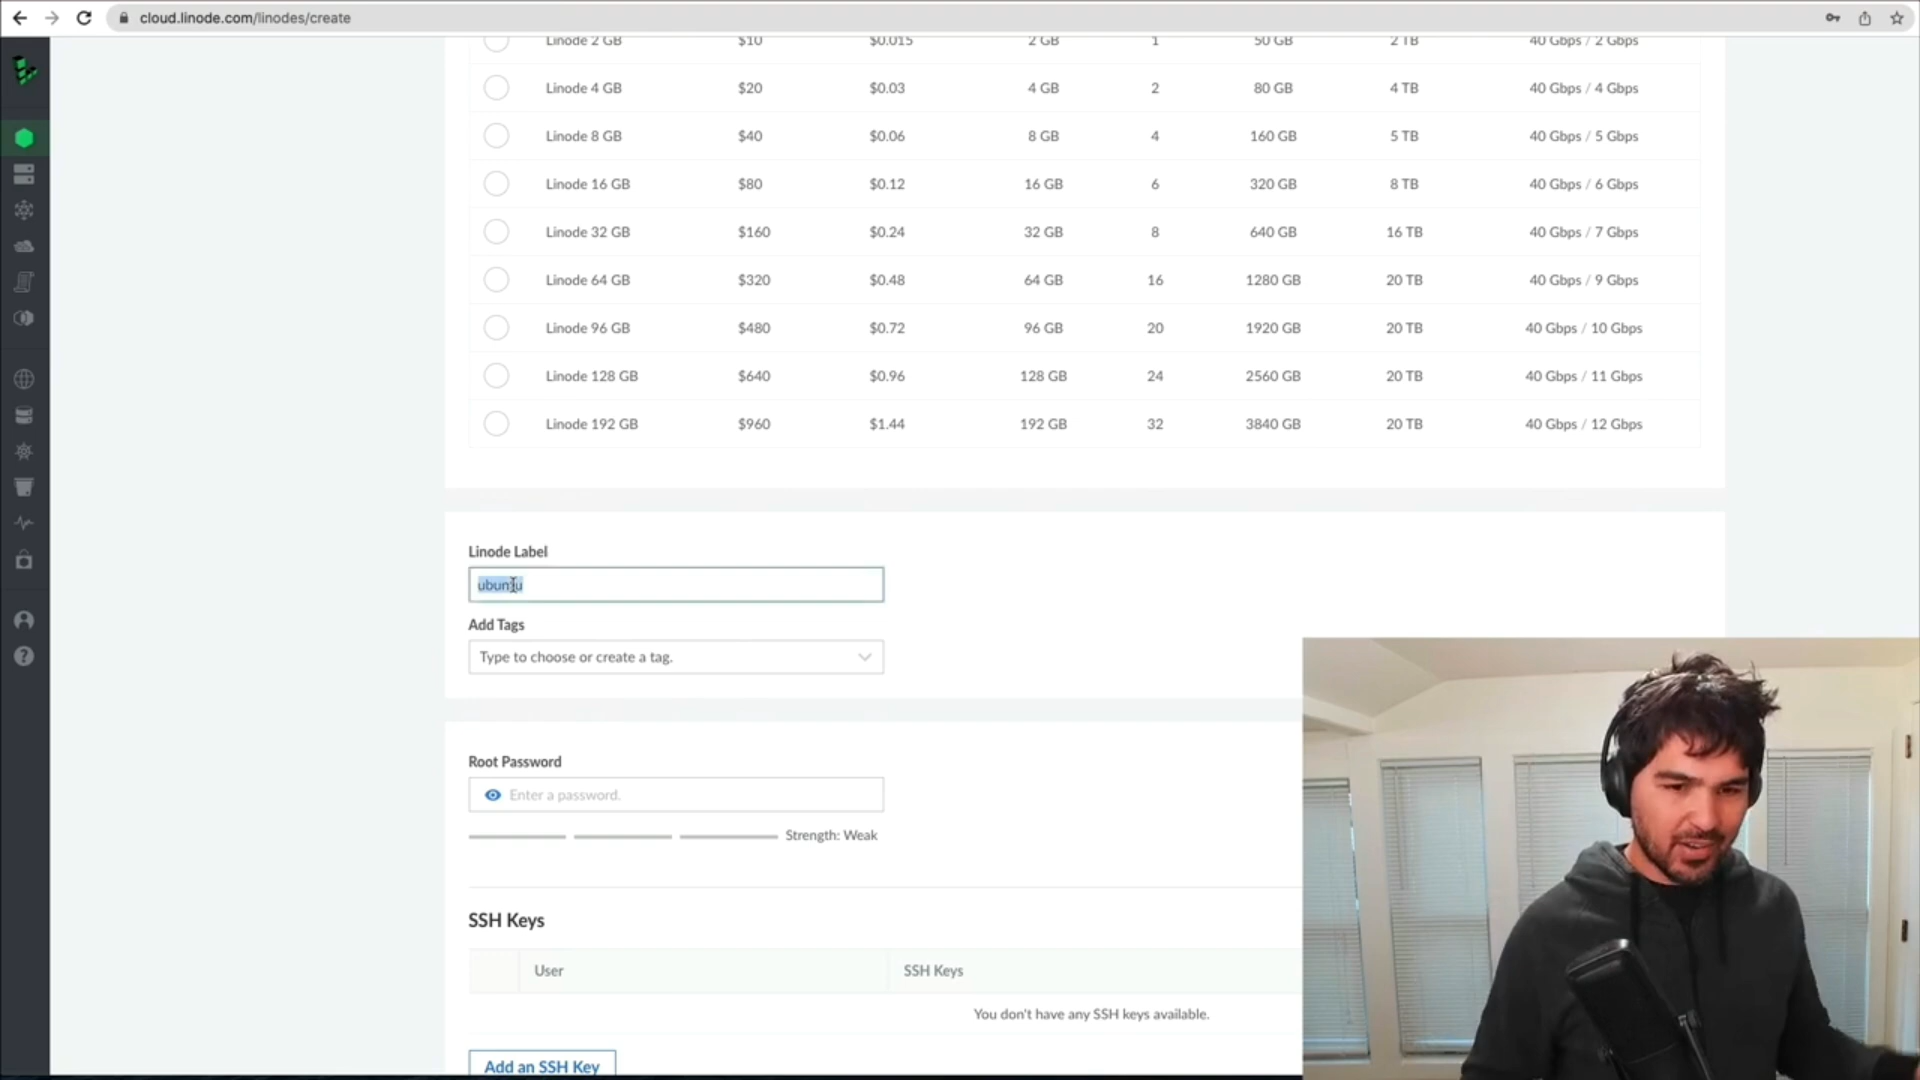 cloud.linode.com/linodes/create
Linode 2 GB $10 $0.015 2 GB 1 50 GB 2 TB 40 Gbps / 2 Gbps
Linode 4 GB $20 $0.03 4 GB 2 80 GB 4 TB 40 Gbps / 4 Gbps
Linode 8 GB $40 $0.06 8 GB 4 160 GB 5 TB 40 Gbps / 5 Gbps
Linode 16 GB $80 $0.12 16 GB 6 320 GB 8 TB 40 Gbps / 6 Gbps
Linode 32 GB $160 $0.24 32 GB 8 640 GB 16 TB 40 Gbps / 7 Gbps
Linode 64 GB $320 $0.48 64 GB 16 1280 GB 20 TB 40 Gbps / 9 Gbps
Linode 96 GB $480 $0.72 96 GB 20 1920 GB 20 TB 40 Gbps / 10 Gbps
Linode 128 GB $640 $0.96 128 GB 24 2560 GB 20 TB 40 Gbps / 11 Gbps
Linode 192 GB $960 $1.44 192 GB 32 3840 GB 20 TB 40 Gbps / 12 Gbps
Linode Label
ubuntu
Add Tags
Type to choose or create a tag.
Root Password
Enter a password.
Strength: Weak
SSH Keys
User SSH Keys
You don't have any SSH keys available.
Add an SSH Key